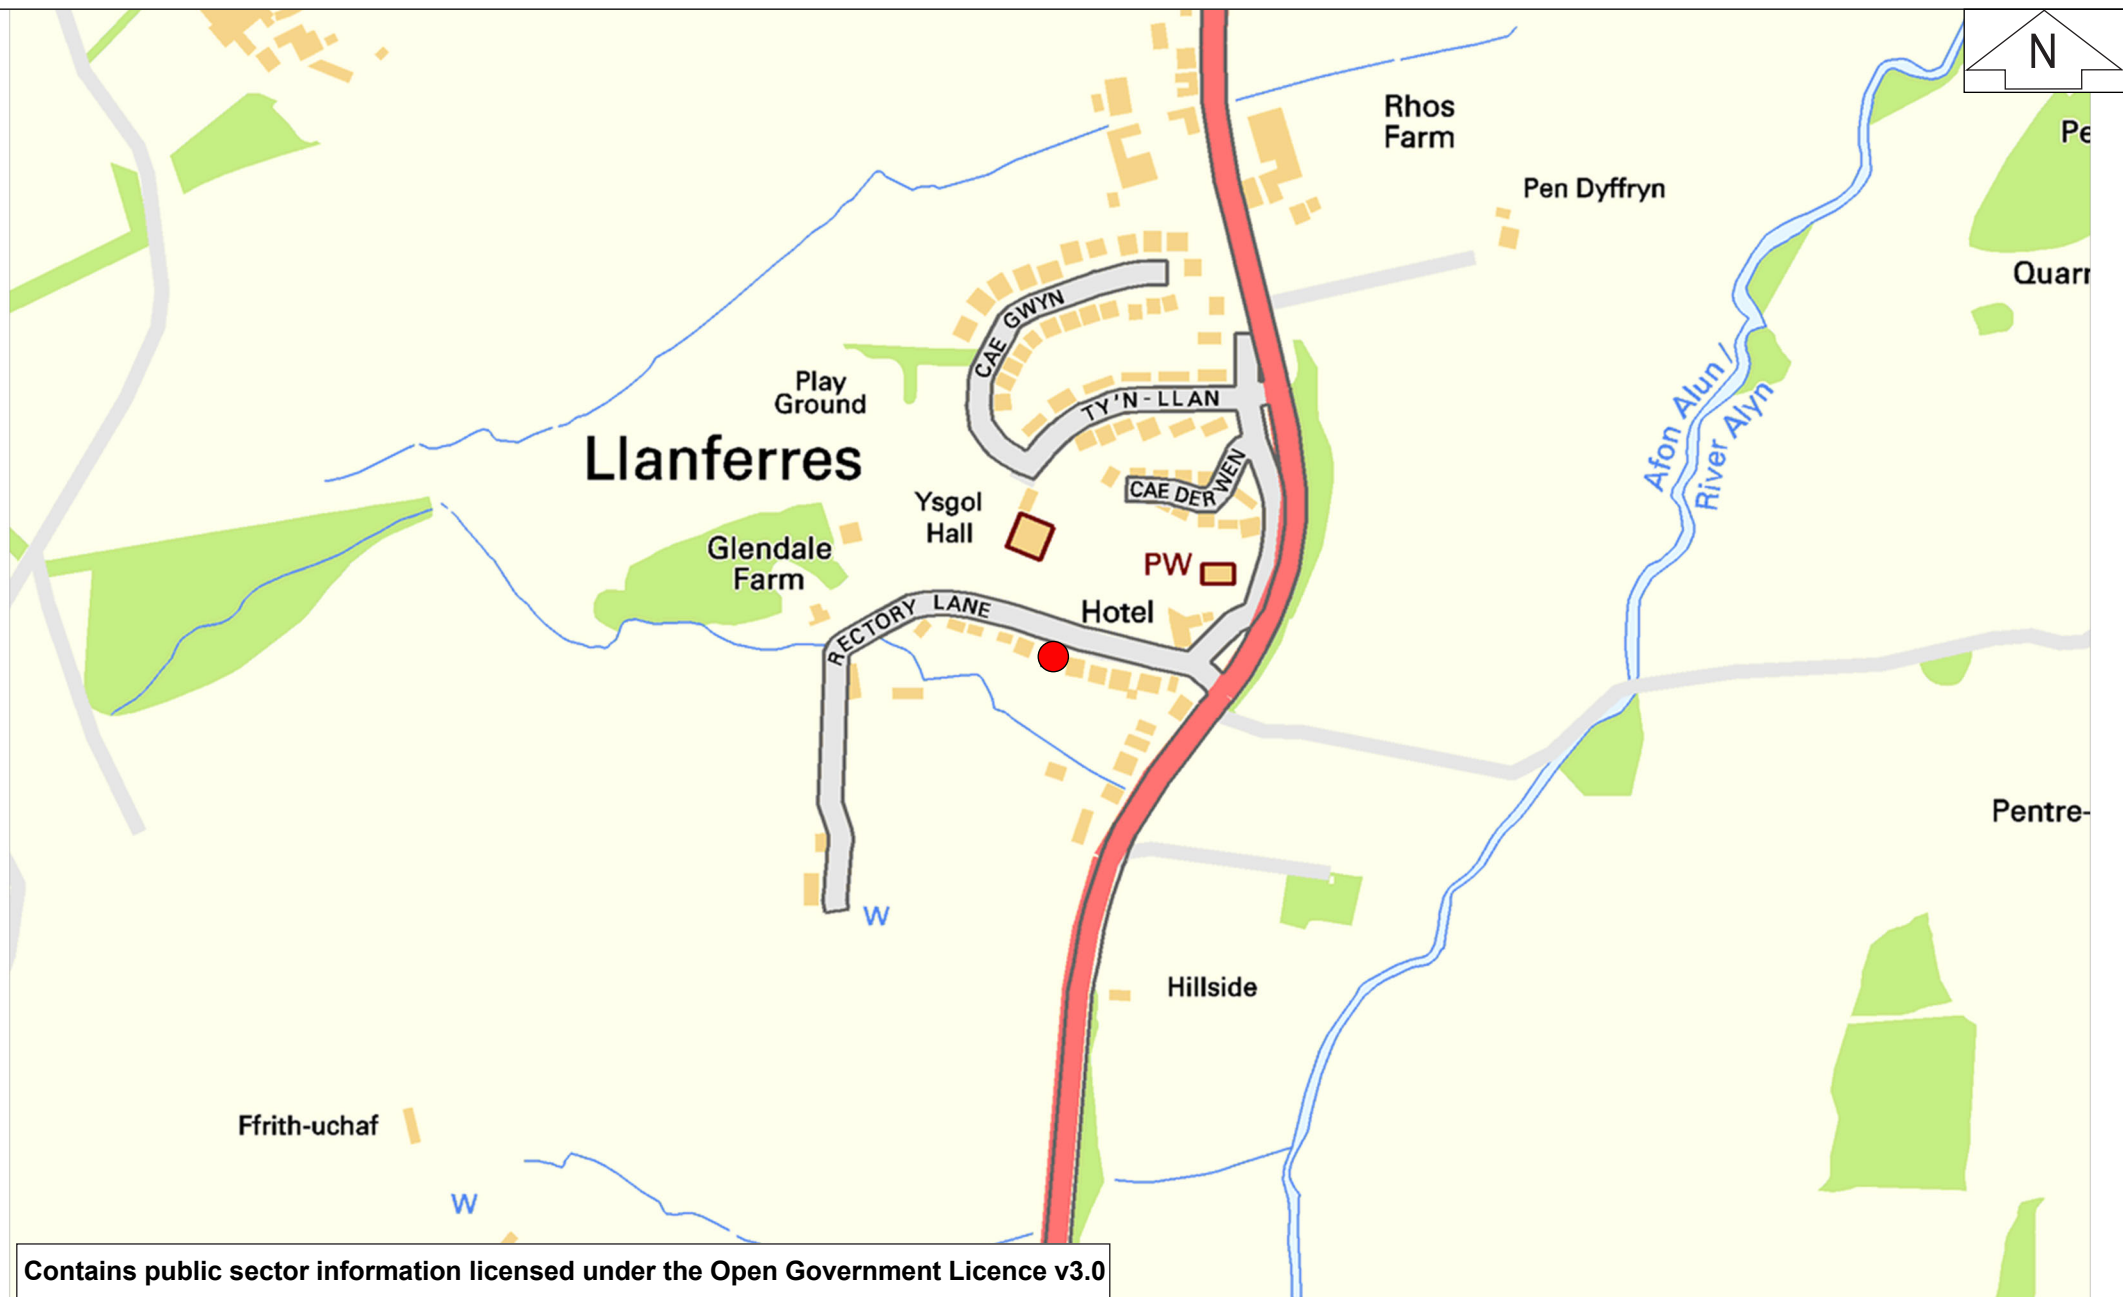 N
Rhos
Farm
Pe
Pen Dyffryn
Quarr
CAE GWYN
Play
Ground
TY'N-LLAN
Afon Alun /
River Alyn
Llanferres
CAE DERWEN
Ysgol
Hall
Glendale
Farm
PW
RECTORY LANE
Hotel
Pentre-
W
Hillside
Ffrith-uchaf
W
Contains public sector information licensed under the Open Government Licence v3.0